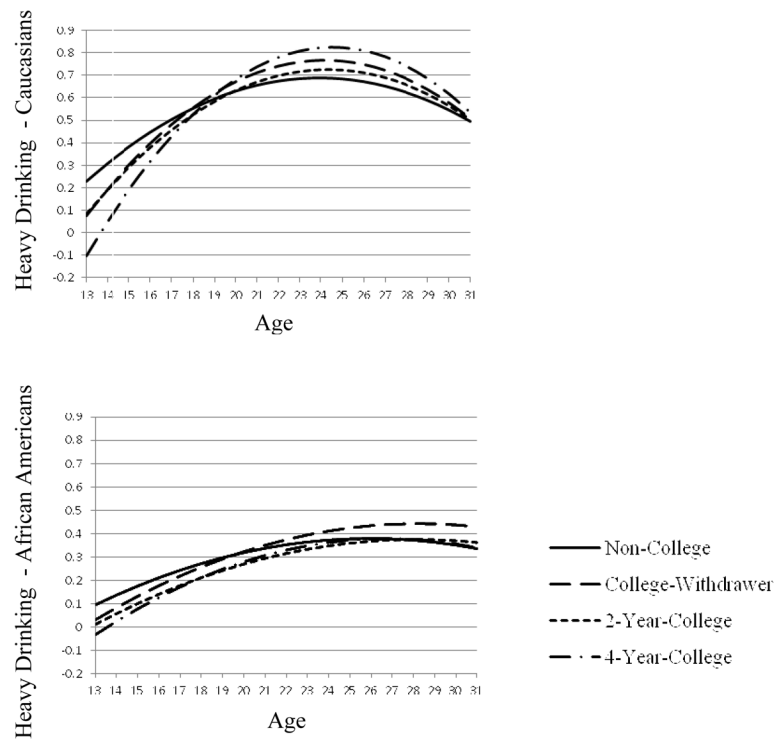 Heavy Drinking - Caucasians
0.9
0.8
0.7
0.6
0.5
0.4
0.3
0.2
0.1
0
-0.1
-0.2
13 14 15 16 17 18 19 20 21 22 23 24 25 26 27 28 29 30 31
Age
Heavy Drinking - African Americans
0.9
0.8
0.7
0.6
0.5
0.4
0.3
0.2
0.1
0
-0.1
-0.2
13 14 15 16 17 18 19 20 21 22 23 24 25 26 27 28 29 30 31
Age
Non-College
College-Withdrawer
2-Year-College
4-Year-College